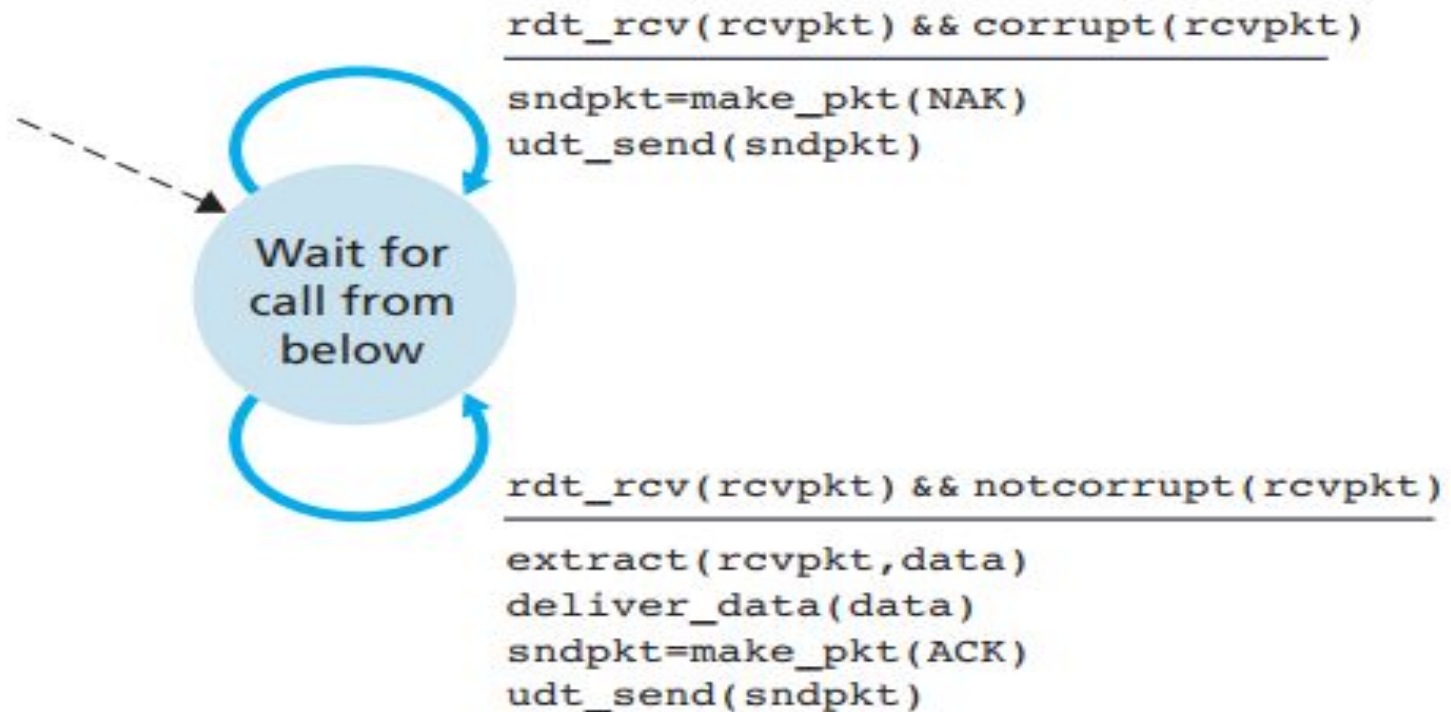 rdt_rcv(rcvpkt) && corrupt(rcvpkt)
sndpkt=make_pkt(NAK)
udt_send(sndpkt)
Wait for
call from
below
rdt_rcv(rcvpkt) && notcorrupt(rcvpkt)
extract(rcvpkt,data)
deliver_data(data)
sndpkt=make_pkt(ACK)
udt_send(sndpkt)